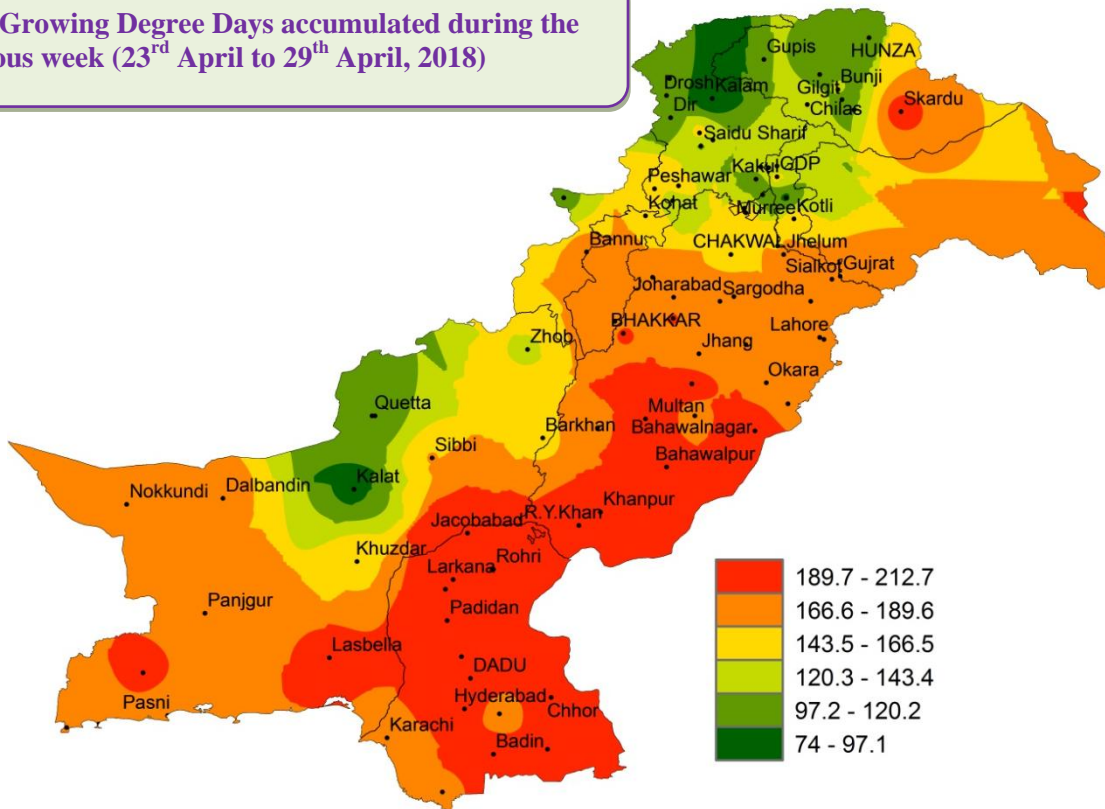 Growing Degree Days accumulated during the
ous week (23rd April to 29th April, 2018)
Gupis
HUNZA
Drosh
Kalam
Gilgit
Bunji
Dir
Chilas
Skardu
Saidu Sharif
Kakul
GDP
Peshawar
Kohat
Murree
Kotli
Bannu
CHAKWAL
Jhelum
Sialkot
Gujrat
Joharabad
Sargodha
BHAKKAR
Lahore
Zhob
Jhang
Okara
Quetta
Multan
Barkhan
Bahawalnagar
Sibbi
Bahawalpur
Nokkundi
Dalbandin
Kalat
Khanpur
Jacobabad
R.Y.Khan
Khuzdar
Rohri
Larkana
Panjgur
Padidan
Lasbella
DADU
Pasni
Hyderabad
Chhor
Karachi
Badin
189.7 - 212.7
166.6 - 189.6
143.5 - 166.5
120.3 - 143.4
97.2 - 120.2
74 - 97.1